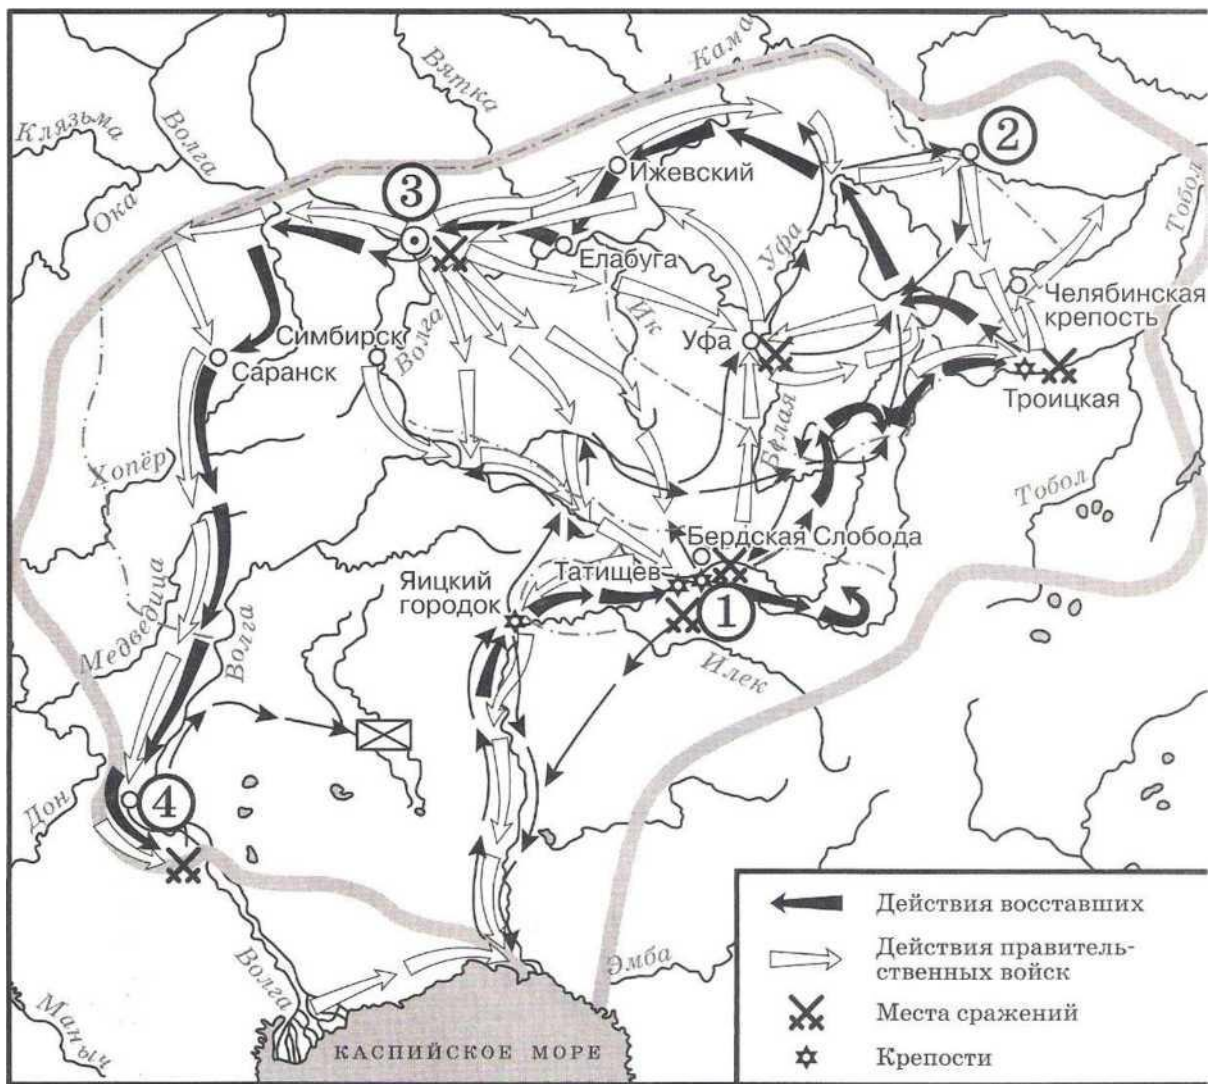 Кама
Вятка
Волга
Клязьма
Ока
2
3
Ижевский
Тобол
Елабуга
Уфа
Челябинская
крепость
Ик
Волга
Симбирск
Саранск
Уфа
Троицкая
Белая
Хопёр
Тобол
Бердская Слобода
Татищев
Яицкий
городок
1
Медведица
Волга
Илек
Дон
4
Действия восставших
Действия правитель-
ственных войск
Места сражений
Крепости
Эмба
Волга
Маныч
КАСПИЙСКОЕ МОРЕ